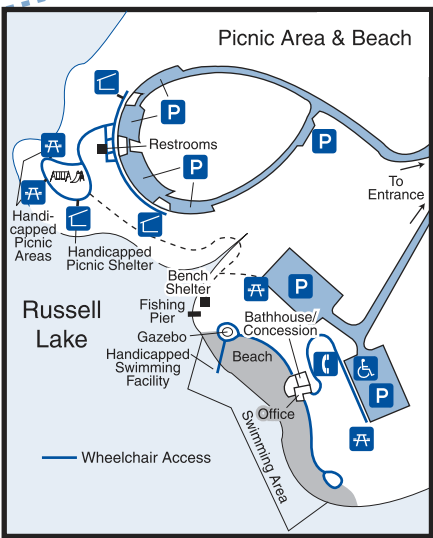 Picnic Area & Beach
P
P
P
Restrooms
P
To
Entrance
Handi-
capped
Picnic
Areas
Handicapped
Picnic Shelter
Bench
Shelter
P
Fishing
Pier
Bathhouse/
Concession
Russell
Lake
Gazebo
Handicapped
Swimming
Facility
Beach
P
Office
Swimming Area
Wheelchair Access